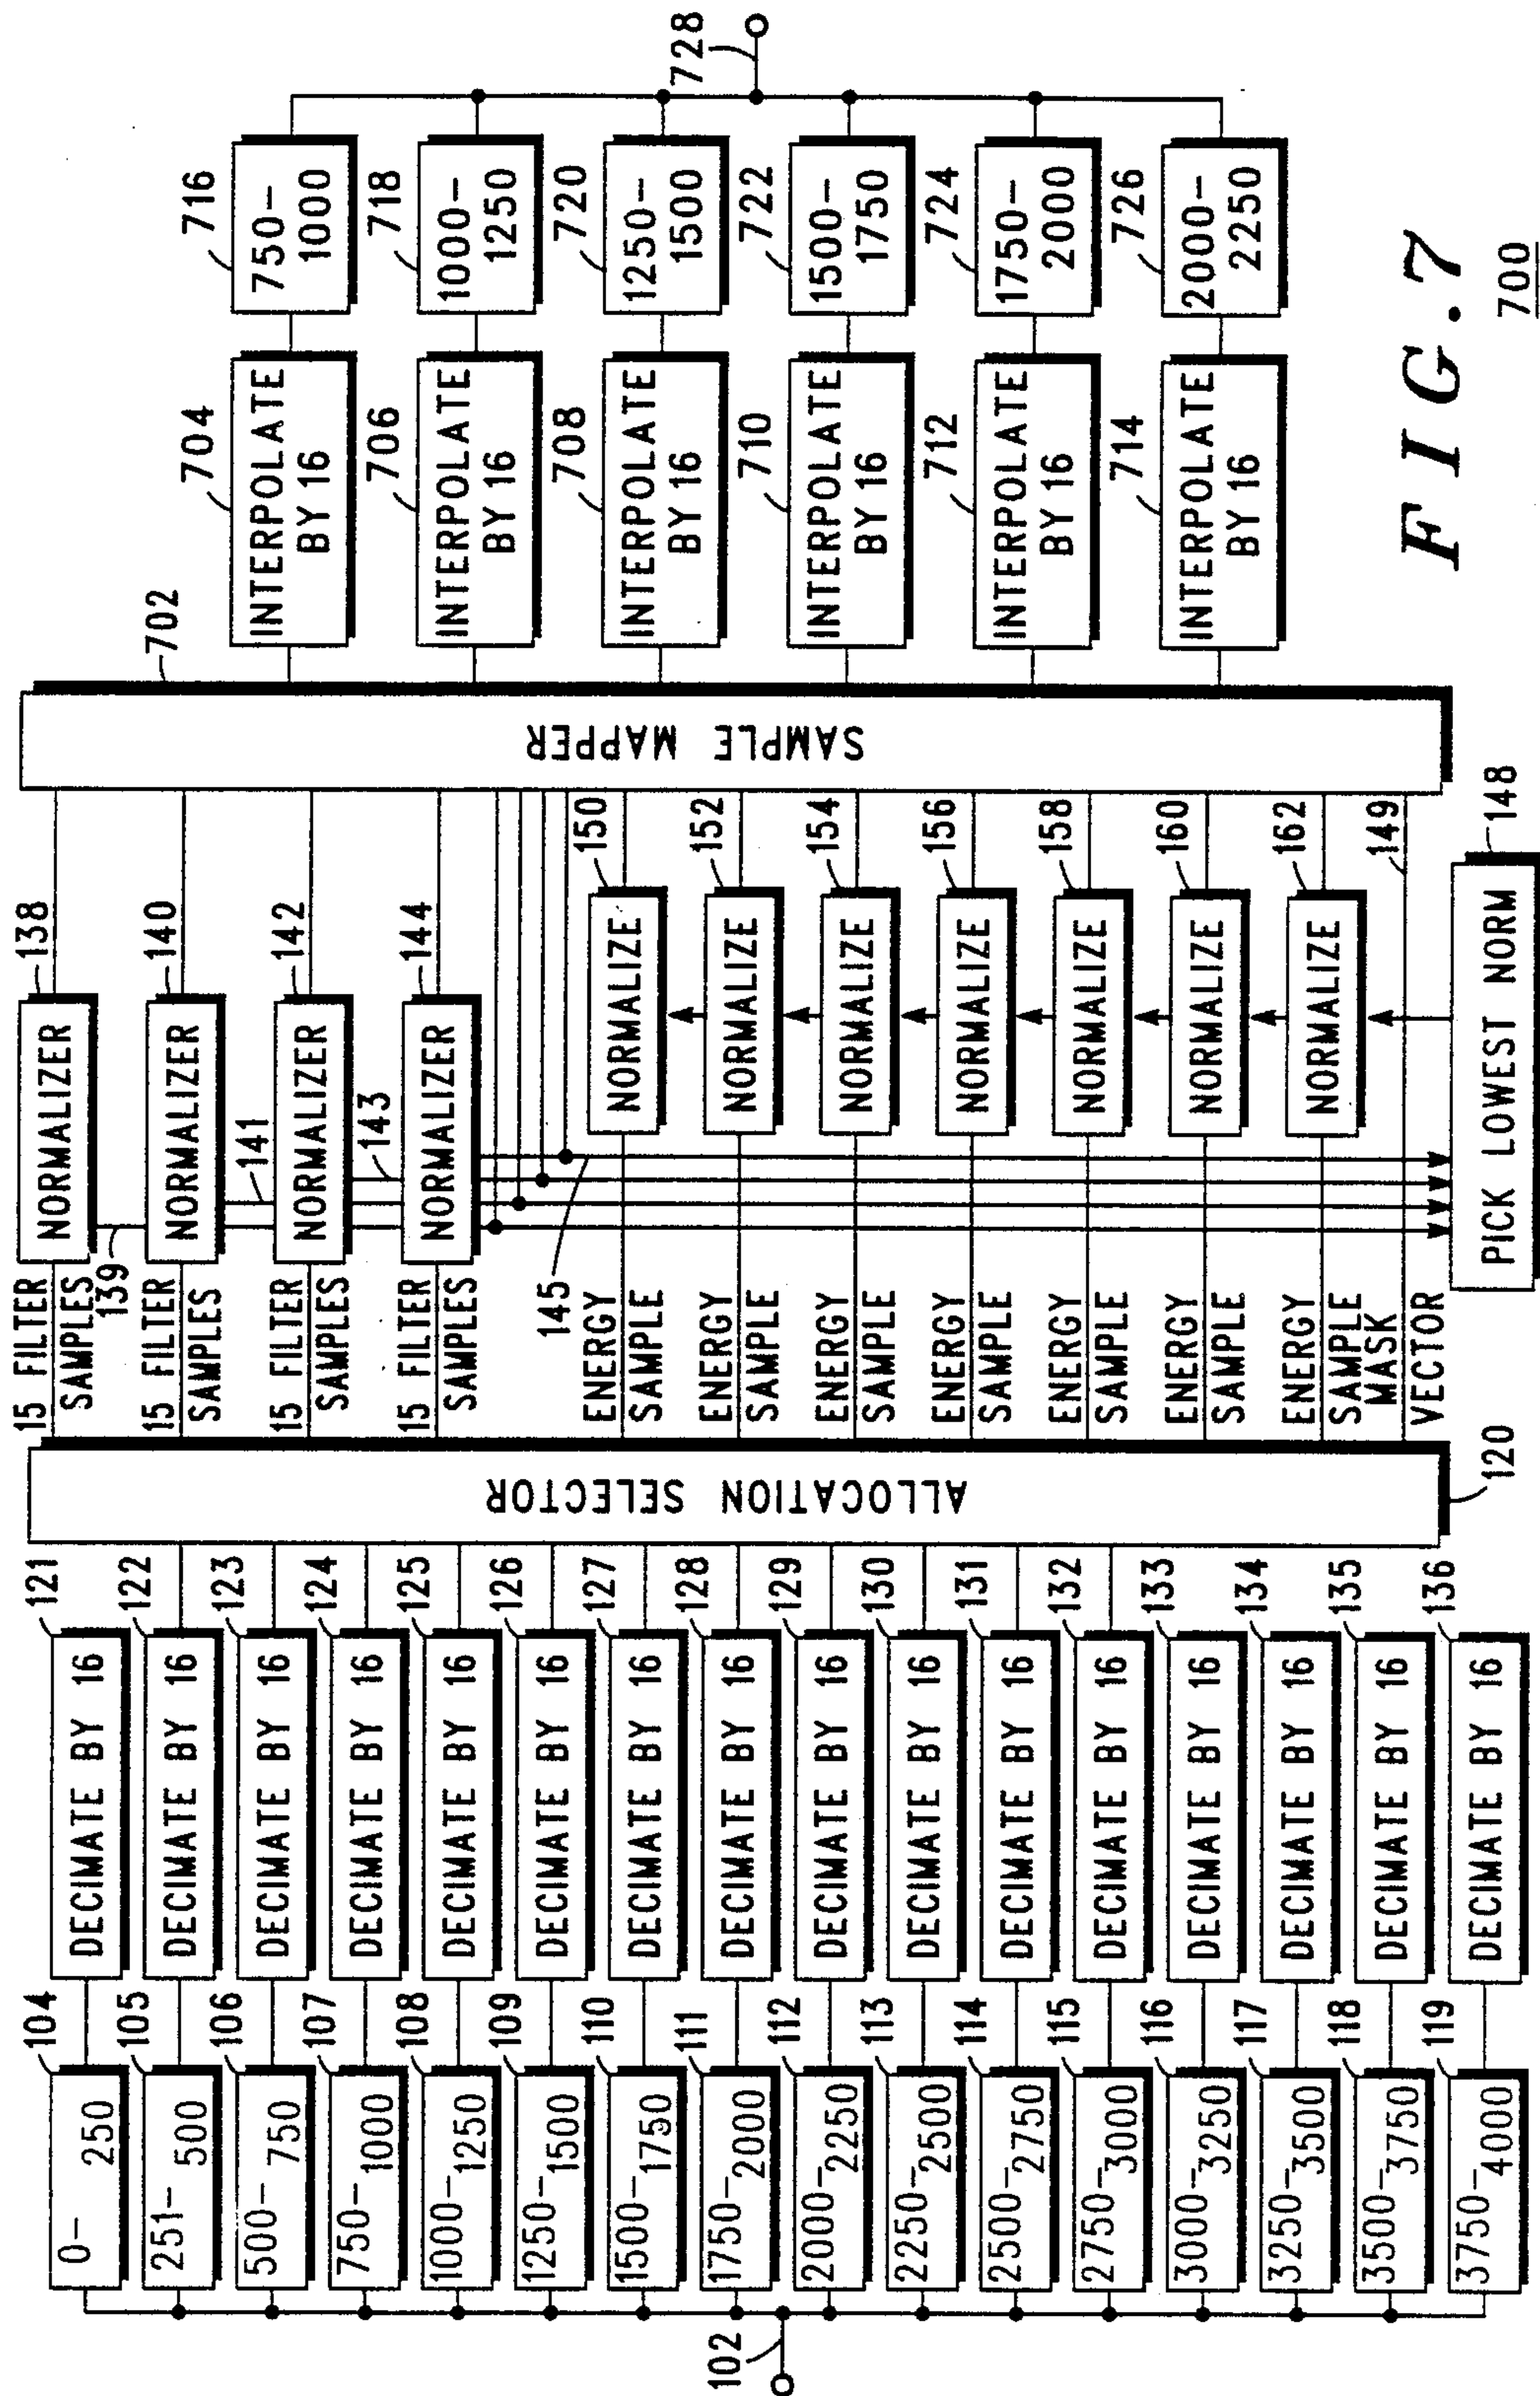 102
104
0-
250
121
DECIMATE BY 16
105
251-
500
122
DECIMATE BY 16
106
500-
750
123
DECIMATE BY 16
107
750-
1000
124
DECIMATE BY 16
108
1000-
1250
125
DECIMATE BY 16
109
1250-
1500
126
DECIMATE BY 16
110
1500-
1750
127
DECIMATE BY 16
111
1750-
2000
128
DECIMATE BY 16
112
2000-
2250
129
DECIMATE BY 16
113
2250-
2500
130
DECIMATE BY 16
114
2500-
2750
131
DECIMATE BY 16
115
2750-
3000
132
DECIMATE BY 16
116
3000-
3250
133
DECIMATE BY 16
117
3250-
3500
134
DECIMATE BY 16
118
3500-
3750
135
DECIMATE BY 16
119
3750-
4000
136
DECIMATE BY 16
ALLOCATION SELECTOR
120
15 FILTER
SAMPLES
139
NORMALIZER
138
15 FILTER
SAMPLES
141
NORMALIZER
140
15 FILTER
SAMPLES
143
NORMALIZER
142
15 FILTER
SAMPLES
NORMALIZER
144
145
ENERGY
SAMPLE
NORMALIZE
150
ENERGY
SAMPLE
NORMALIZE
152
ENERGY
SAMPLE
NORMALIZE
154
ENERGY
SAMPLE
NORMALIZE
156
ENERGY
SAMPLE
NORMALIZE
158
ENERGY
SAMPLE
NORMALIZE
160
ENERGY
SAMPLE
NORMALIZE
162
MASK
VECTOR
149
PICK LOWEST NORM
148
SAMPLE MAPPER
702
704
INTERPOLATE
BY 16
716
750-
1000
706
INTERPOLATE
BY 16
718
1000-
1250
708
INTERPOLATE
BY 16
720
1250-
1500
710
INTERPOLATE
BY 16
722
1500-
1750
712
INTERPOLATE
BY 16
724
1750-
2000
714
INTERPOLATE
BY 16
726
2000-
2250
728
FIG. 7
700